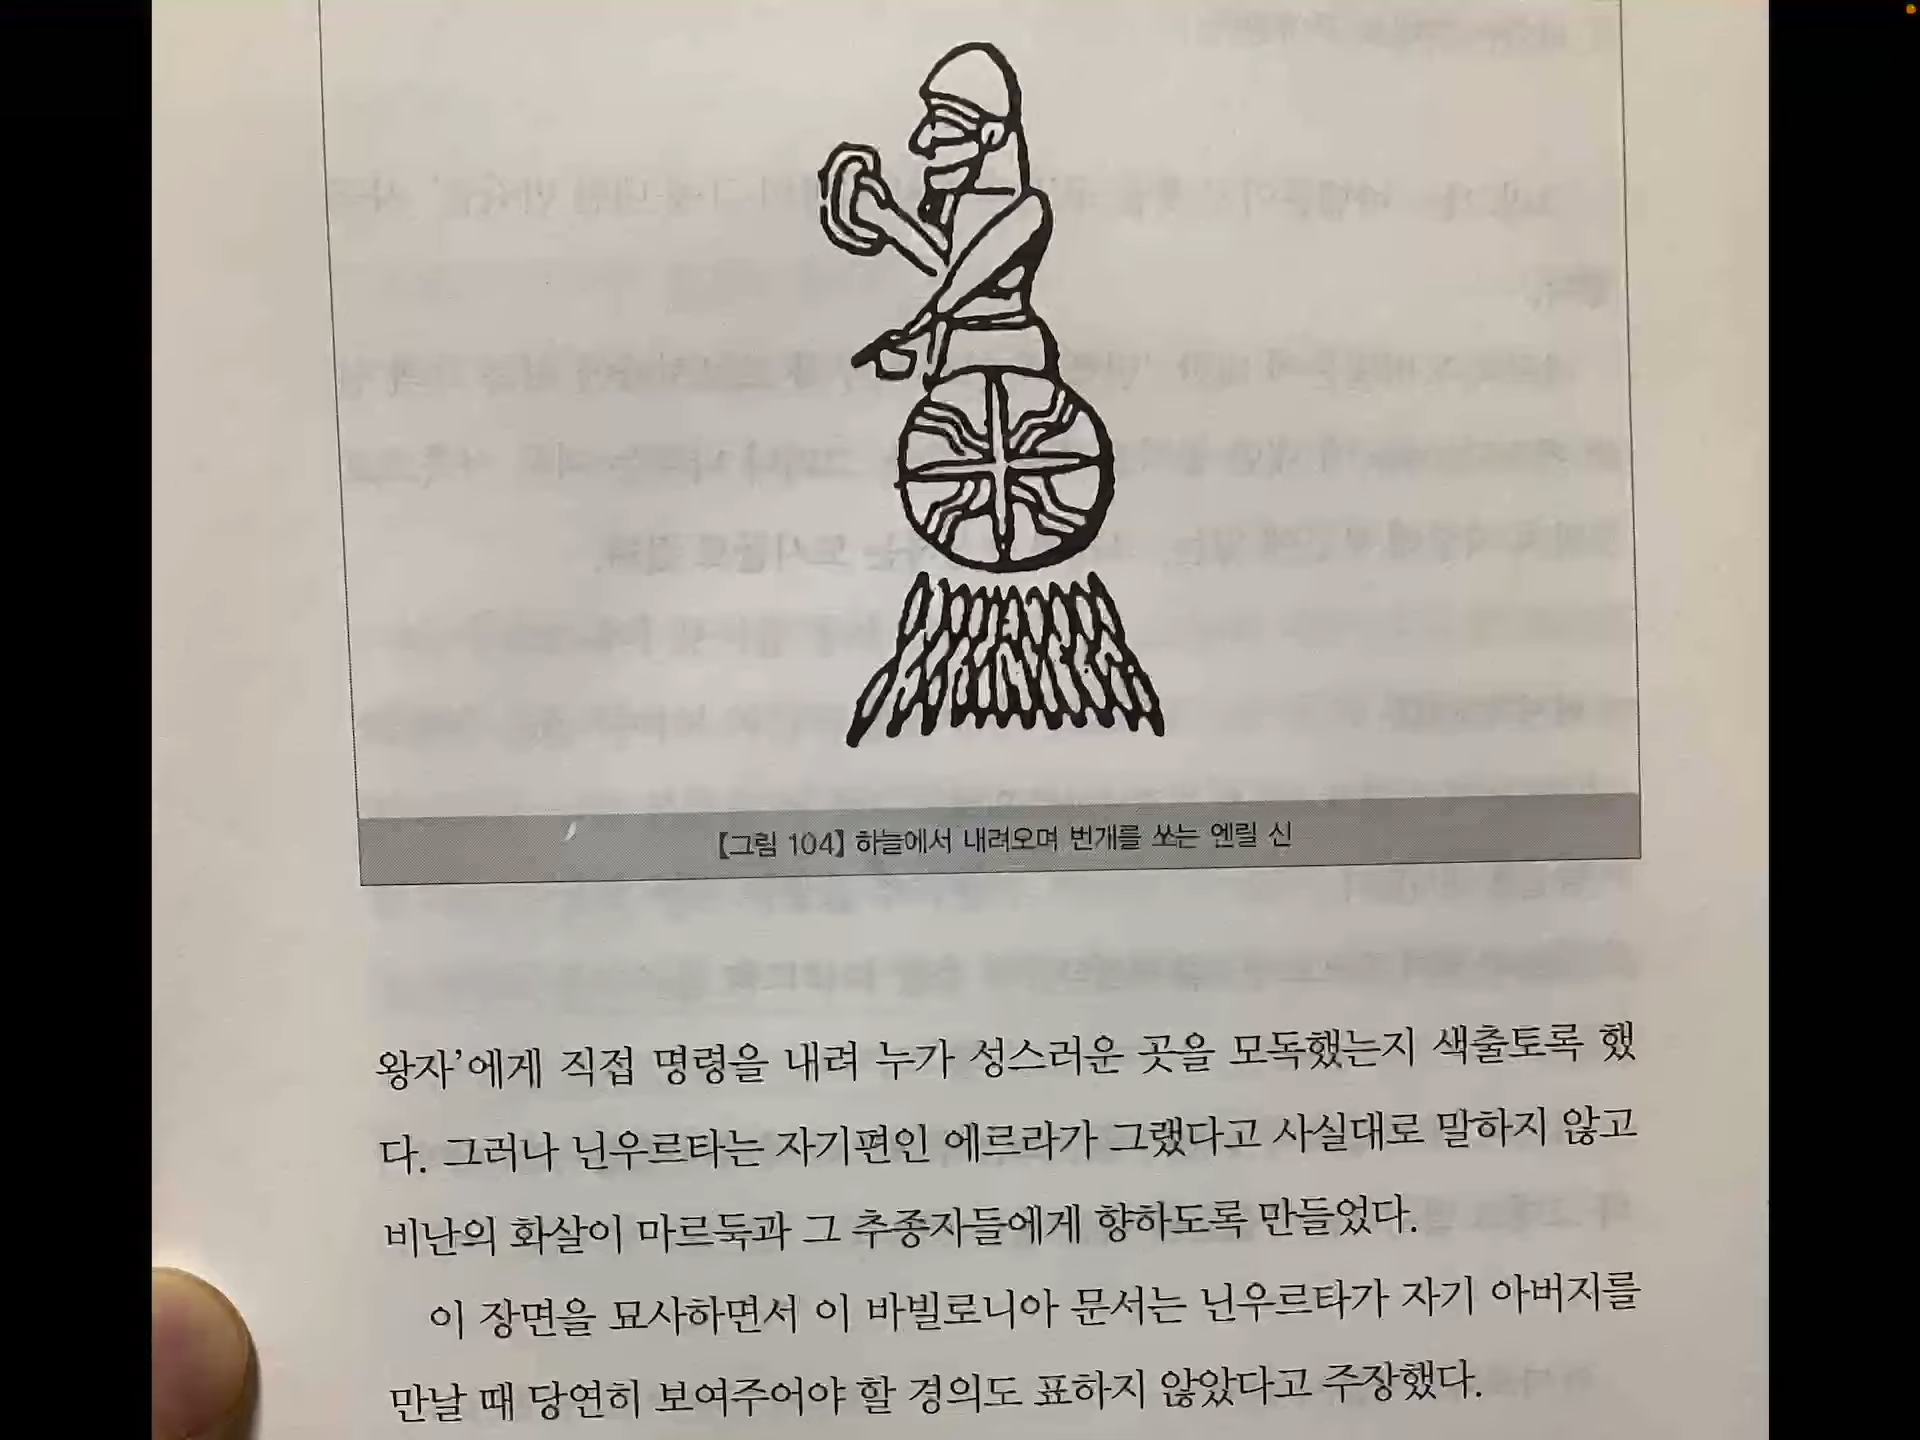 【그림 104】 하늘에서 내려오며 번개를 쏘는 엔릴 신
왕자’에게 직접 명령을 내려 누가 성스러운 곳을 모독했는지 색출토록 했
다. 그러나 닌우르타는 자기편인 에르라가 그랬다고 사실대로 말하지 않고
비난의 화살이 마르둑과 그 추종자들에게 향하도록 만들었다.
이 장면을 묘사하면서 이 바빌로니아 문서는 닌우르타가 자기 아버지를
만날 때 당연히 보여주어야 할 경의도 표하지 않았다고 주장했다.